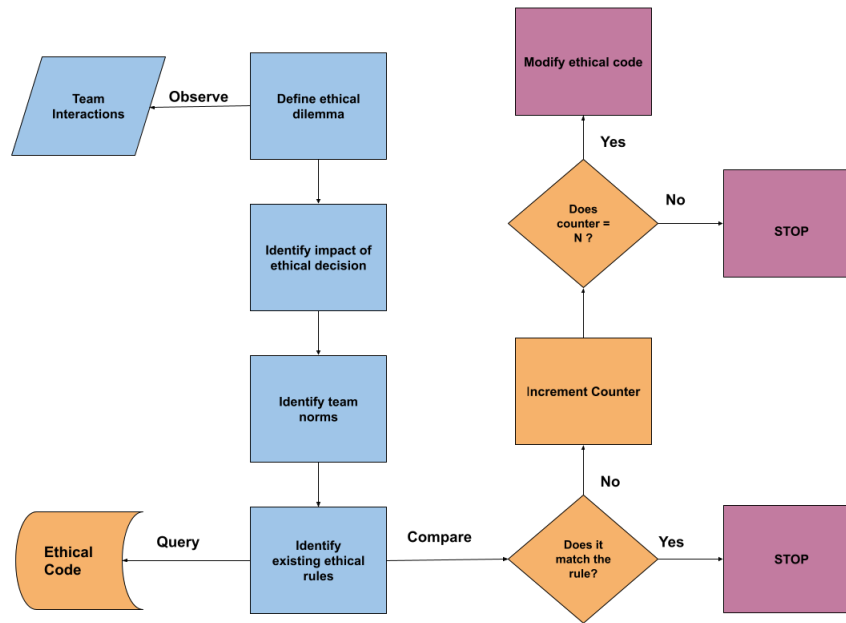 Team
Interactions
Observe
Define ethical
dilemma
Identify impact of
ethical decision
Identify team
norms
Identify
existing ethical
rules
Query
Ethical
Code
Compare
Does it
match the
rule?
Yes
STOP
No
Increment Counter
Does
counter =
N ?
No
STOP
Yes
Modify ethical code